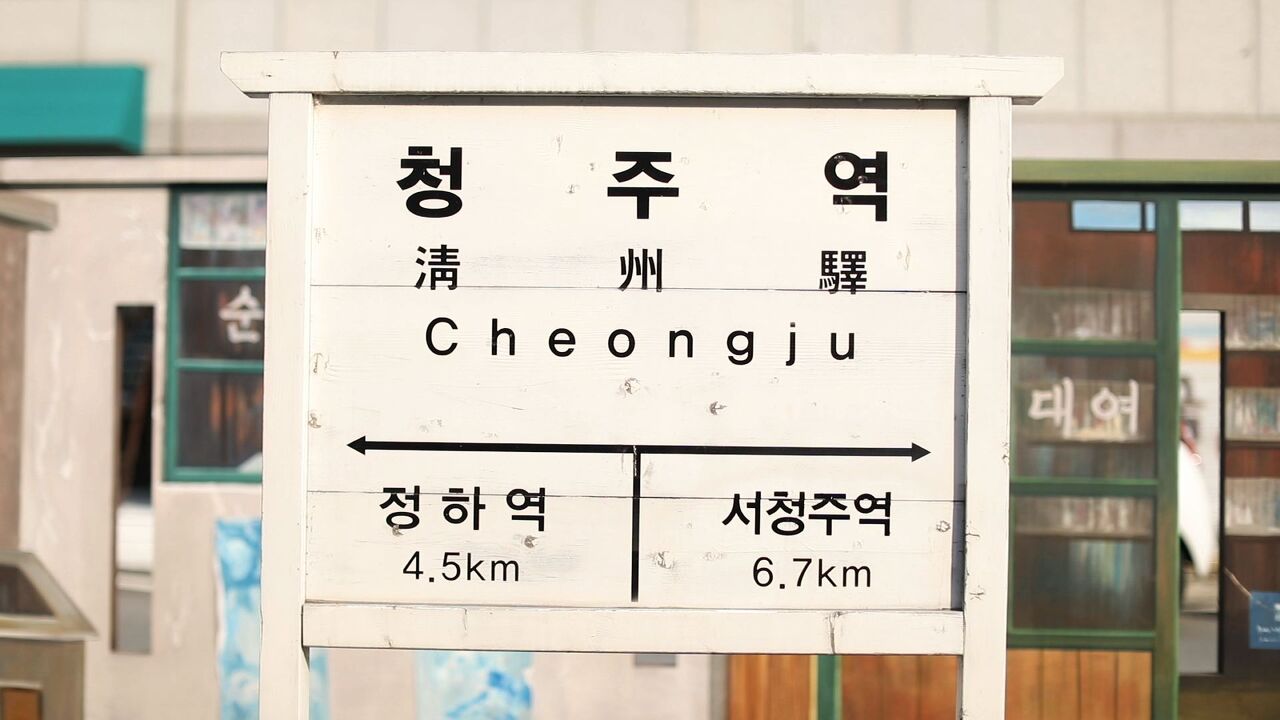 청 주 역
淸 州 驛
Cheongju
정 하 역 서청주역
4.5km 6.7km
순
대여